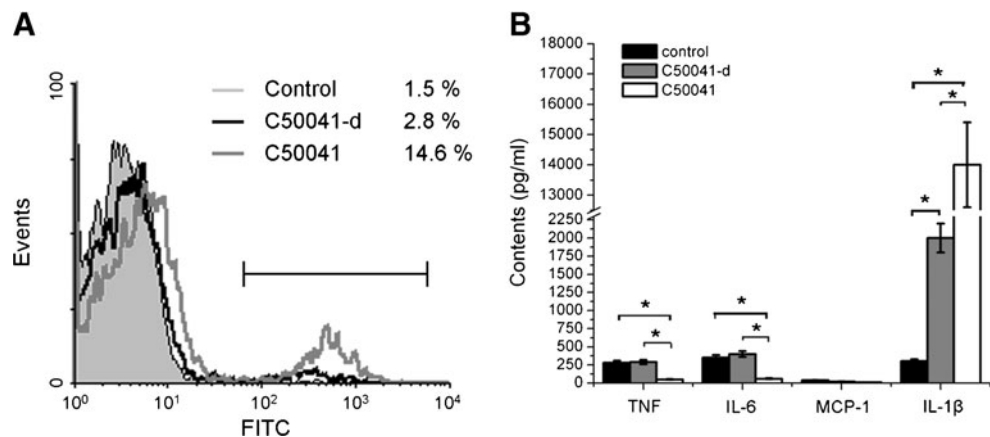 A
100
Events
0
Control 1.5 %
C50041-d 2.8 %
C50041 14.6 %
10⁰ 10¹ 10² 10³ 10⁴
FITC
B
Contents (pg/ml)
18000
17000
16000
15000
14000
13000
2250
2000
1750
1500
1250
1000
750
500
250
0
control
C50041-d
C50041
* * * * * * *
TNF IL-6 MCP-1 IL-1β